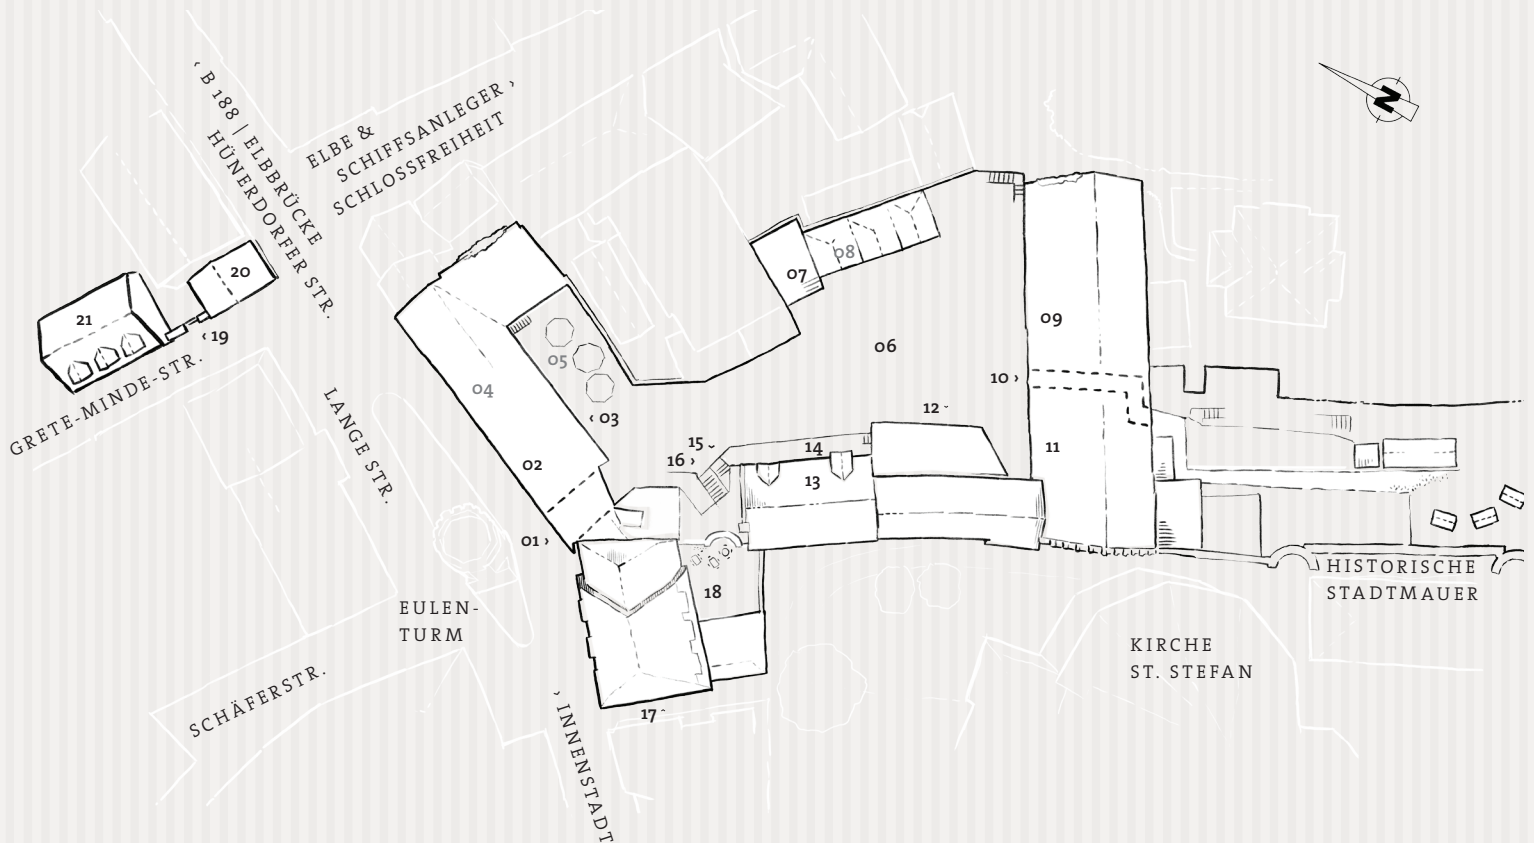 N
‹ B 188 | ELBBRÜCKE
HÜNERDORFER STR.
ELBE &
SCHIFFSANLEGER ›
SCHLOSSFREIHEIT
21
20
‹ 19
GRETE-MINDE-STR.
LANGE STR.
04
05
‹ 03
02
01 ›
07
08
06
09
10 ›
11
12 ˇ
15 ˇ
16 ›
14
13
18
17 ˆ
EULEN-
TURM
SCHÄFERSTR.
› INNENSTADT
KIRCHE
ST. STEFAN
HISTORISCHE
STADTMAUER